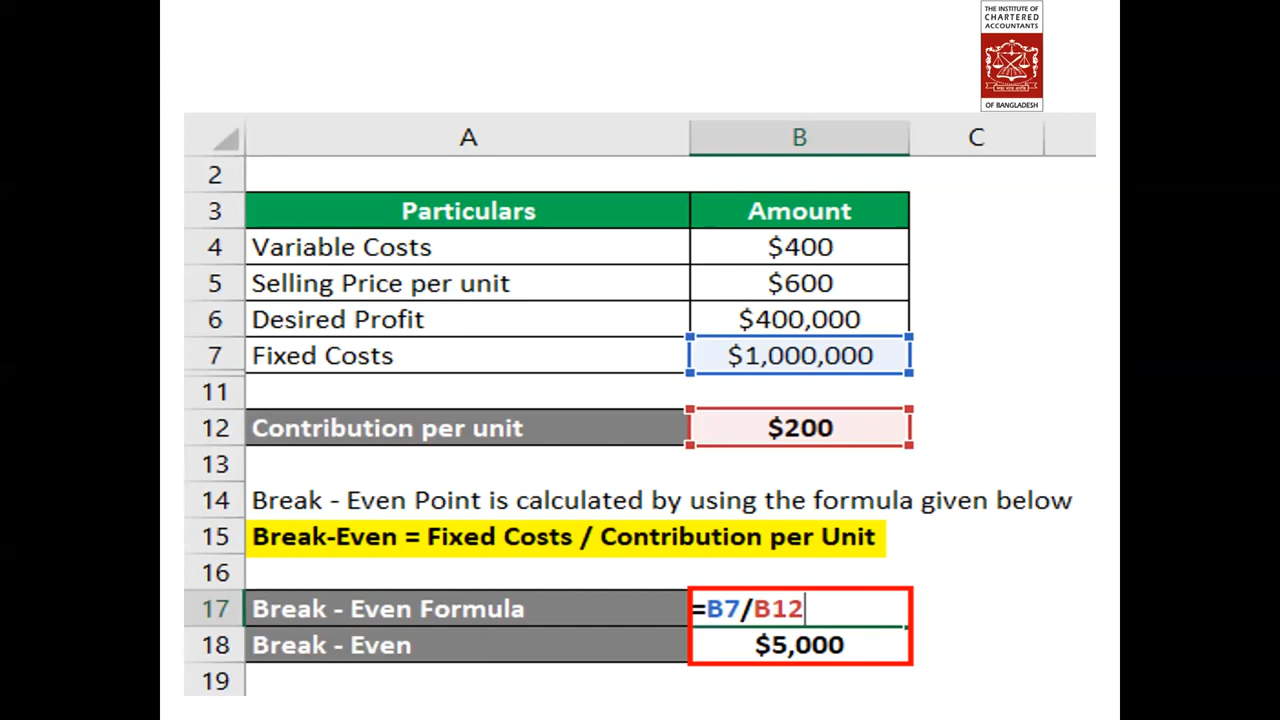 THE INSTITUTE OF
CHARTERED
ACCOUNTANTS
OF BANGLADESH
A B C
2
3 Particulars Amount
4 Variable Costs $400
5 Selling Price per unit $600
6 Desired Profit $400,000
7 Fixed Costs $1,000,000
11
12 Contribution per unit $200
13
14 Break - Even Point is calculated by using the formula given below
15 Break-Even = Fixed Costs / Contribution per Unit
16
17 Break - Even Formula =B7/B12
18 Break - Even $5,000
19